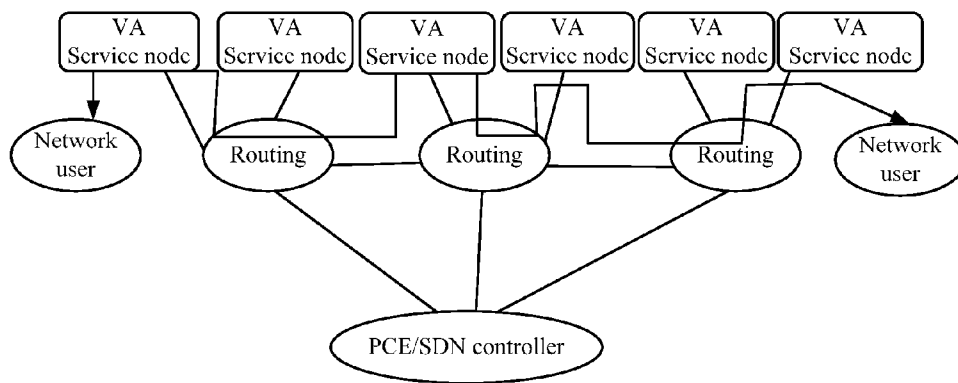 VA
Service node
VA
Service node
VA
Service node
VA
Service node
VA
Service node
VA
Service node
Network
user
Routing
Routing
Routing
Network
user
PCE/SDN controller